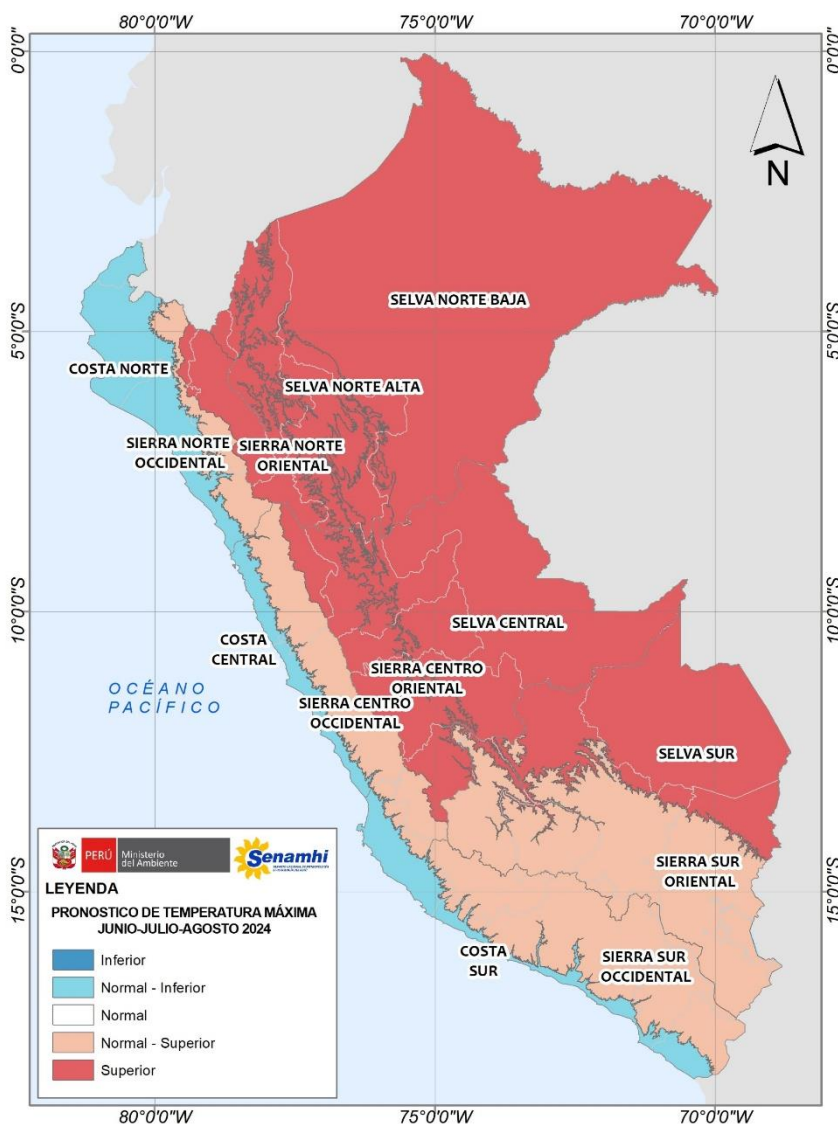 80°0'0"W
75°0'0"W
70°0'0"W
0°0'0"
0°0'0"
N
SELVA NORTE BAJA
5°0'0"S
5°0'0"S
COSTA NORTE
SELVA NORTE ALTA
SIERRA NORTE
OCCIDENTAL
SIERRA NORTE
ORIENTAL
10°0'0"S
10°0'0"S
SELVA CENTRAL
COSTA
CENTRAL
SIERRA CENTRO
ORIENTAL
OCÉANO
PACÍFICO
SIERRA CENTRO
OCCIDENTAL
SELVA SUR
SIERRA SUR
ORIENTAL
15°0'0"S
15°0'0"S
COSTA
SUR
SIERRA SUR
OCCIDENTAL
PERÚ
Ministerio
del Ambiente
Senamhi
LEYENDA
PRONOSTICO DE TEMPERATURA MÁXIMA
JUNIO-JULIO-AGOSTO 2024
Inferior
Normal - Inferior
Normal
Normal - Superior
Superior
80°0'0"W
75°0'0"W
70°0'0"W